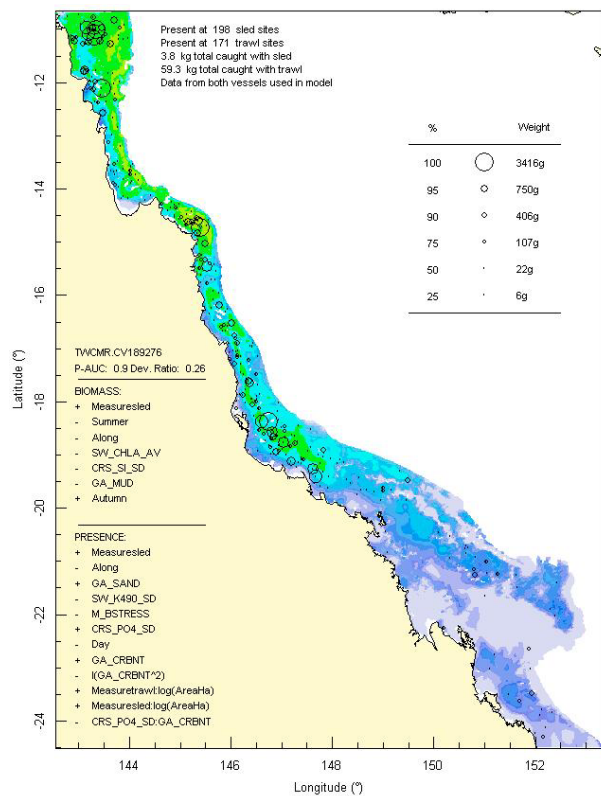 Present at 198 sled sites
Present at 171 trawl sites
3.8 kg total caught with sled
59.3 kg total caught with trawl
Data from both vessels used in model
% Weight
100 3416g
95 750g
90 406g
75 107g
50 22g
25 6g
TWCMR.CV189276
P-AUC: 0.9 Dev. Ratio: 0.26
BIOMASS:
+ Measuresled
- Summer
- Along
- SW_CHLA_AV
- CRS_SI_SD
- GA_MUD
+ Autumn
PRESENCE:
+ Measuresled
- Along
+ GA_SAND
- SW_K490_SD
- M_BSTRESS
+ CRS_PO4_SD
- Day
+ GA_CRBNT
- I(GA_CRBNT^2)
+ Measuretrawl:log(AreaHa)
+ Measuresled:log(AreaHa)
- CRS_PO4_SD:GA_CRBNT
Latitude (°)
-12
-14
-16
-18
-20
-22
-24
144 146 148 150 152
Longitude (°)